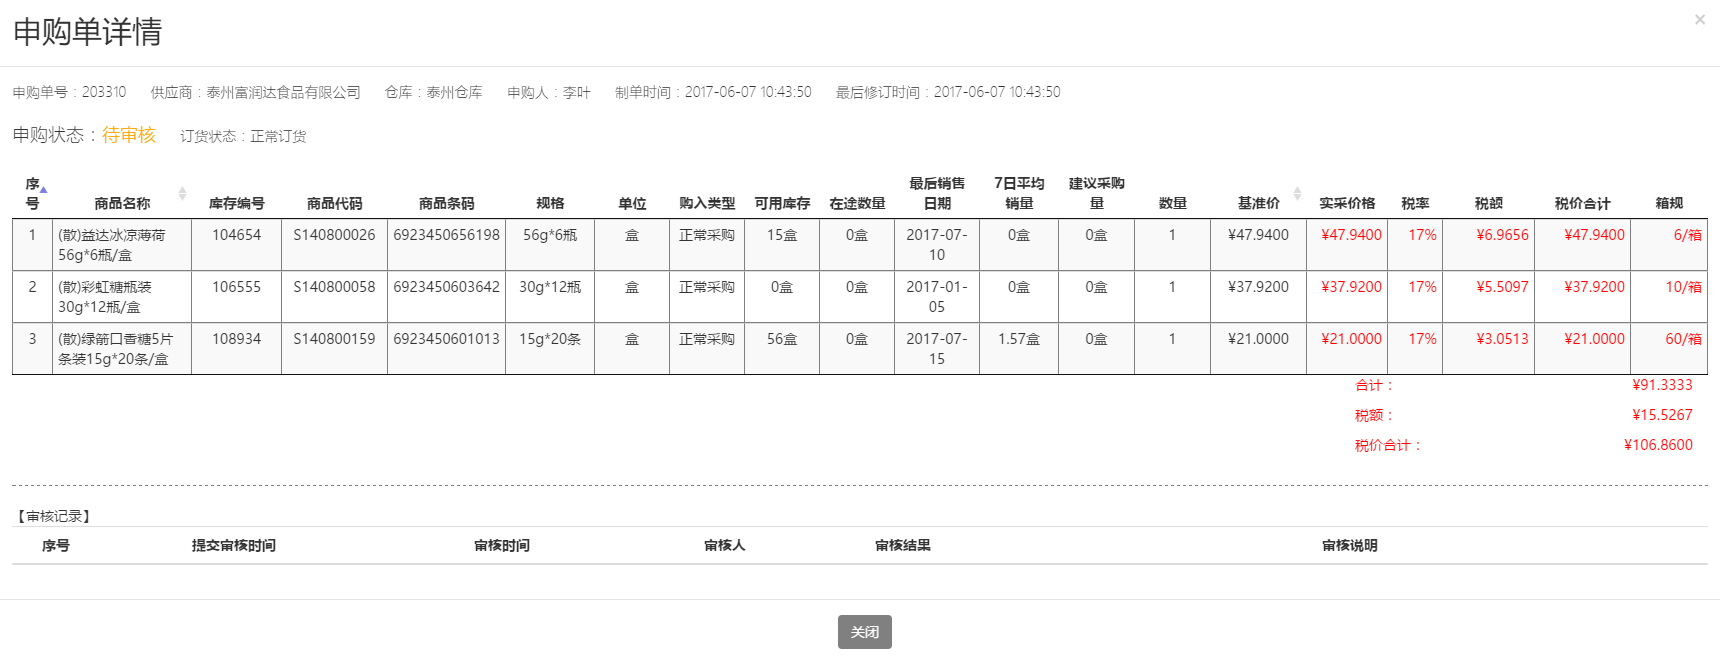 申购单详情
×
申购单号：203310 供应商：泰州富润达食品有限公司 仓库：泰州仓库 申购人：李叶 制单时间：2017-06-07 10:43:50 最后修订时间：2017-06-07 10:43:50
申购状态：待审核 订货状态：正常订货
序号 商品名称 库存编号 商品代码 商品条码 规格 单位 购入类型 可用库存 在途数量 最后销售日期 7日平均销量 建议采购量 数量 基准价 实采价格 税率 税额 税价合计 箱规
1 (散)益达冰凉薄荷56g*6瓶/盒 104654 S140800026 6923450656198 56g*6瓶 盒 正常采购 15盒 0盒 2017-07-10 0盒 0盒 1 ¥47.9400 ¥47.9400 17% ¥6.9656 ¥47.9400 6/箱
2 (散)彩虹糖瓶装30g*12瓶/盒 106555 S140800058 6923450603642 30g*12瓶 盒 正常采购 0盒 0盒 2017-01-05 0盒 0盒 1 ¥37.9200 ¥37.9200 17% ¥5.5097 ¥37.9200 10/箱
3 (散)绿箭口香糖5片条装15g*20条/盒 108934 S140800159 6923450601013 15g*20条 盒 正常采购 56盒 0盒 2017-07-15 1.57盒 0盒 1 ¥21.0000 ¥21.0000 17% ¥3.0513 ¥21.0000 60/箱
合计： ¥91.3333
税额： ¥15.5267
税价合计： ¥106.8600
【审核记录】
序号 提交审核时间 审核时间 审核人 审核结果 审核说明
关闭